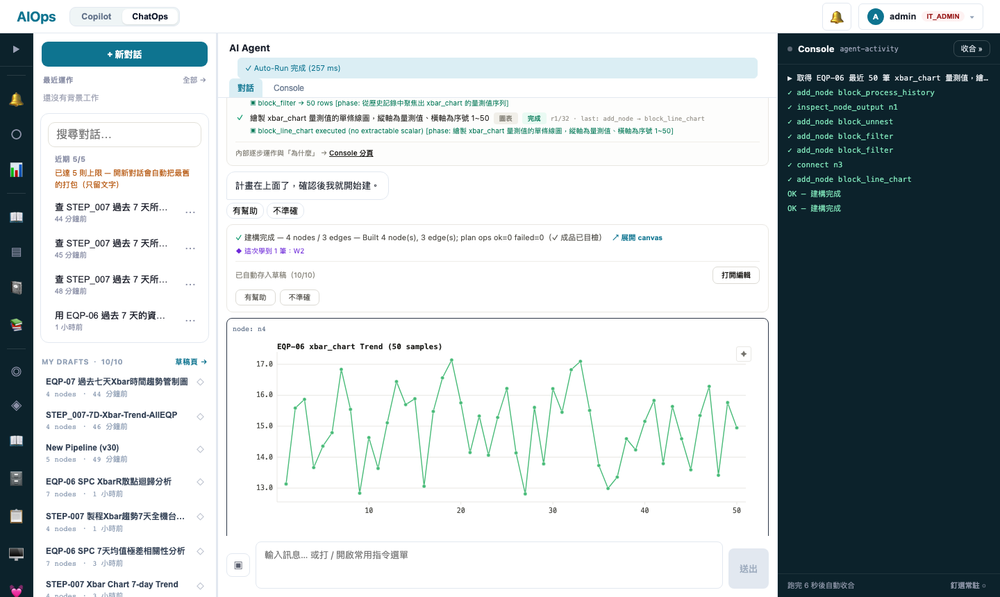 AIOps
Copilot
ChatOps
A
admin
IT_ADMIN
+ 新對話
最近運作
全部 →
還沒有背景工作
搜尋對話…
近期 5/5
已達 5 則上限 — 開新對話會自動把最舊
的打包（只留文字）
查 STEP_007 過去 7 天所…
44 分鐘前
查 STEP_007 過去 7 天所…
45 分鐘前
查 STEP_007 過去 7 天所…
48 分鐘前
用 EQP-06 過去 7 天的資…
1 小時前
MY DRAFTS · 10/10
草稿頁 →
EQP-07 過去七天Xbar時間趨勢管制圖
4 nodes · 44 分鐘前
STEP_007-7D-Xbar-Trend-AllEQP
4 nodes · 46 分鐘前
New Pipeline (v30)
5 nodes · 49 分鐘前
EQP-06 SPC XbarR散點迴歸分析
7 nodes · 1 小時前
STEP-007 製程Xbar趨勢7天全機台…
4 nodes · 1 小時前
EQP-06 SPC 7天均值極差相關性分析
7 nodes · 3 小時前
STEP-007 Xbar Chart 7-day Trend
4 nodes · 3 小時前
AI Agent
✓ Auto-Run 完成 (257 ms)
對話
Console
▣ block_filter → 50 rows [phase: 從歷史記錄中聚焦出 xbar_chart 的量測值序列]
✓ 繪製 xbar_chart 量測值的單條線圖，縱軸為量測值、橫軸為序號 1~50 圖表 完成 r1/32 · last: add_node → block_line_chart
▣ block_line_chart executed (no extractable scalar) [phase: 繪製 xbar_chart 量測值的單條線圖，縱軸為量測值、橫軸為序號 1~50]
內部逐步運作與「為什麼」 → Console 分頁
計畫在上面了，確認後我就開始建。
有幫助
不準確
✓ 建構完成 — 4 nodes / 3 edges — Built 4 node(s), 3 edge(s); plan ops ok=0 failed=0（✓ 成品已目檢） ↗ 展開 canvas
◆ 這次學到 1 筆：W2
已自動存入草稿（10/10）
打開編輯
有幫助
不準確
node: n4
EQP-06 xbar_chart Trend (50 samples)
17.0
16.0
15.0
14.0
13.0
10
20
30
40
50
輸入訊息… 或打 / 開啟常用指令選單
送出
Console
agent-activity
收合 »
▶ 取得 EQP-06 最近 50 筆 xbar_chart 量測值，繪…
✓ add_node block_process_history
✓ inspect_node_output n1
✓ add_node block_unnest
✓ add_node block_filter
✓ add_node block_filter
✓ connect n3
✓ add_node block_line_chart
OK — 建構完成
OK — 建構完成
跑完 6 秒後自動收合
釘選常駐 ○